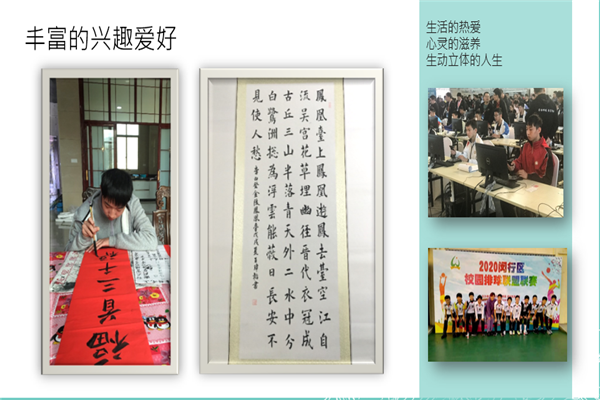 丰富的兴趣爱好
鳳凰臺上鳳凰遊鳳去臺空江自
流吳宮花草埋幽徑晉代衣冠成
古丘三山半落青天外二水中分
白鷺洲捴為浮雲能蔽日長安不
見使人愁
生活的热爱
心灵的滋养
生动立体的人生
2020闵行区
校园排球联盟联赛